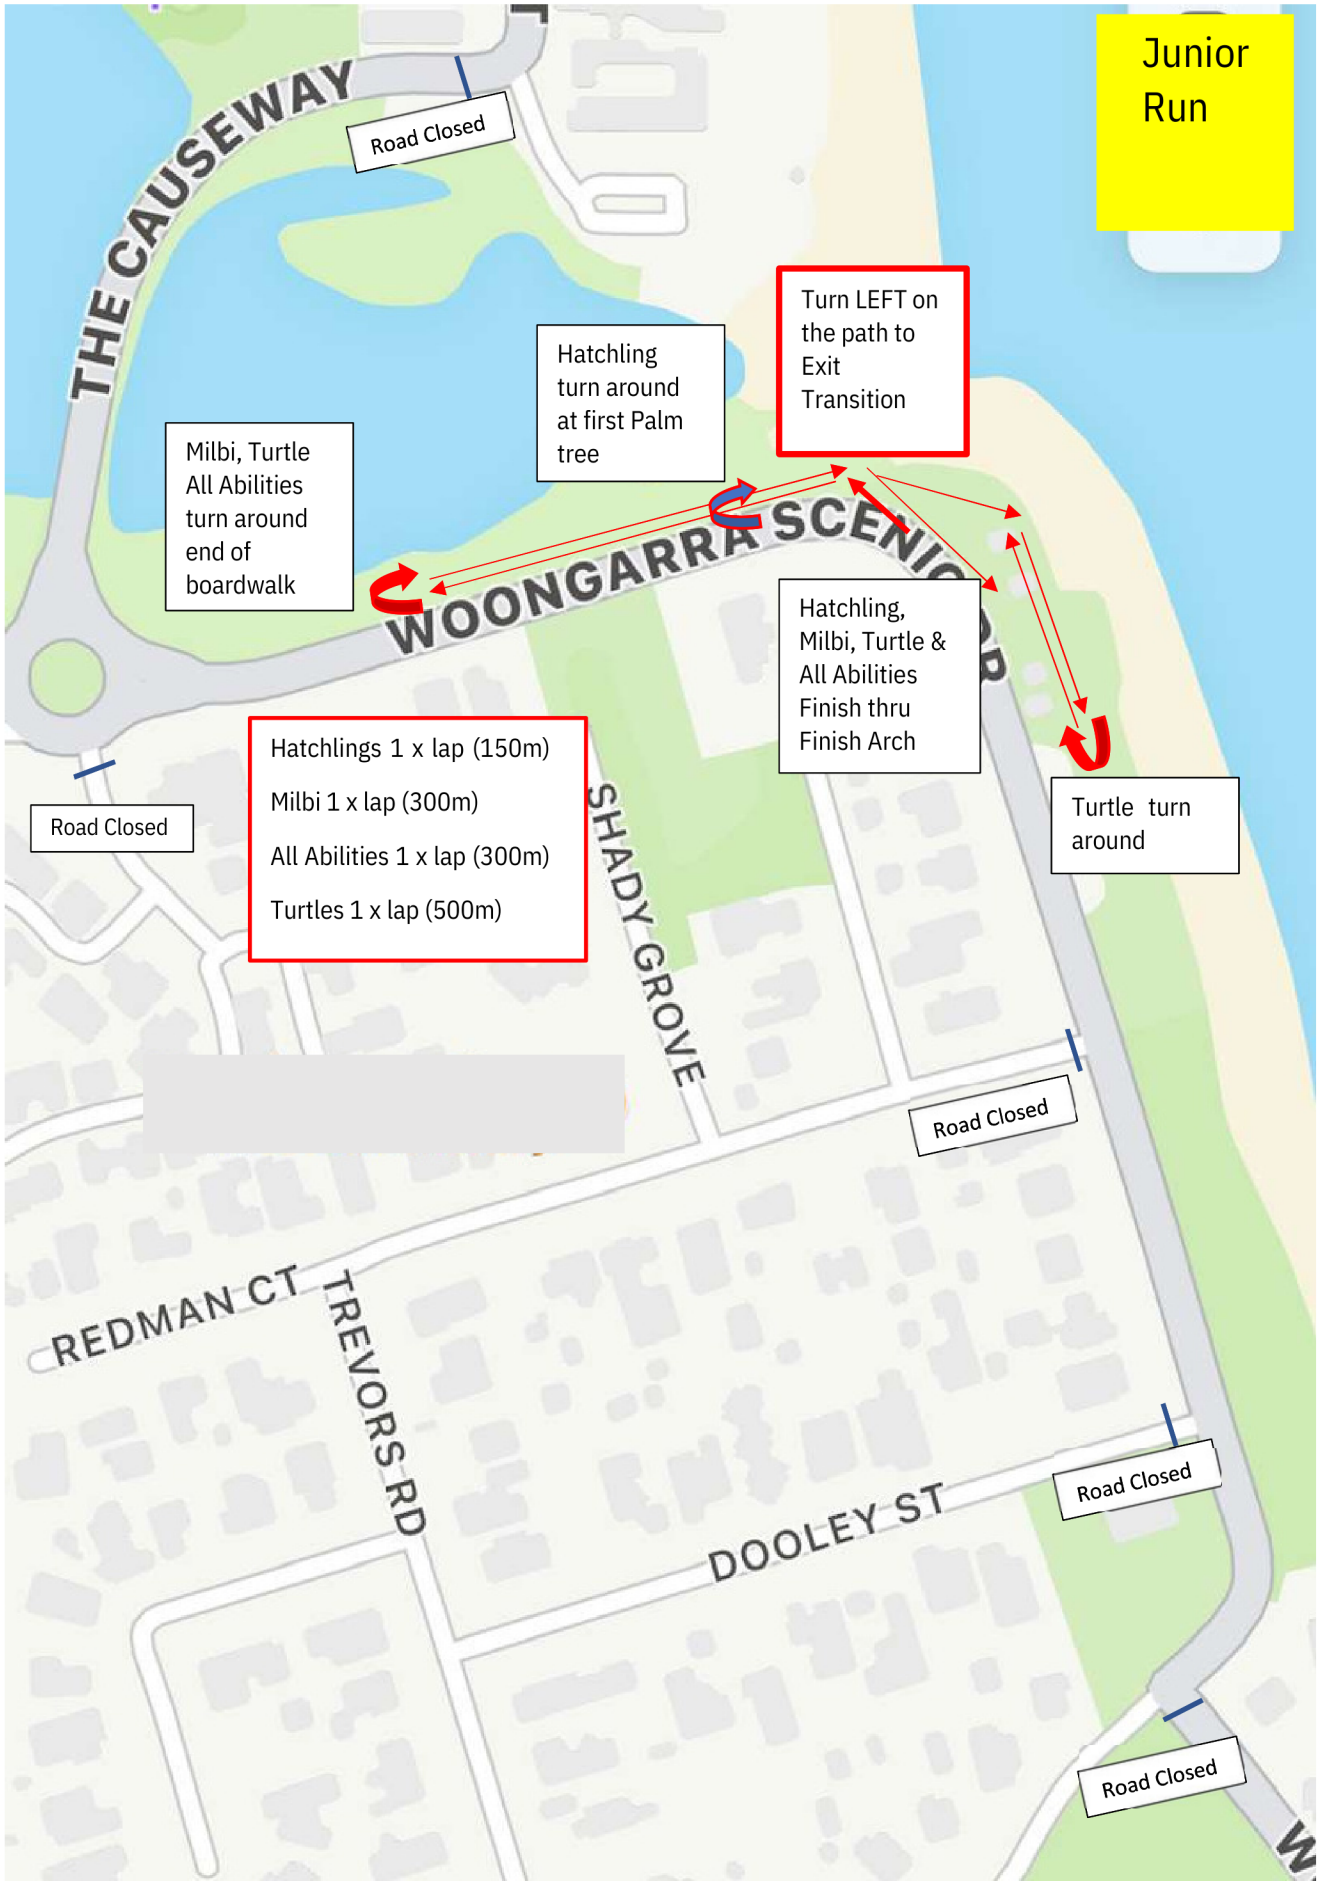 Junior
Run
THE CAUSEWAY
Road Closed
Turn LEFT on
the path to
Exit
Transition
Hatchling
turn around
at first Palm
tree
Milbi, Turtle
All Abilities
turn around
end of
boardwalk
WOONGARRA SCENIC DR
Hatchling,
Milbi, Turtle &
All Abilities
Finish thru
Finish Arch
Hatchlings 1 x lap (150m)
Milbi 1 x lap (300m)
All Abilities 1 x lap (300m)
Turtles 1 x lap (500m)
Road Closed
Turtle turn
around
SHADY GROVE
Road Closed
REDMAN CT
TREVORS RD
Road Closed
DOOLEY ST
Road Closed